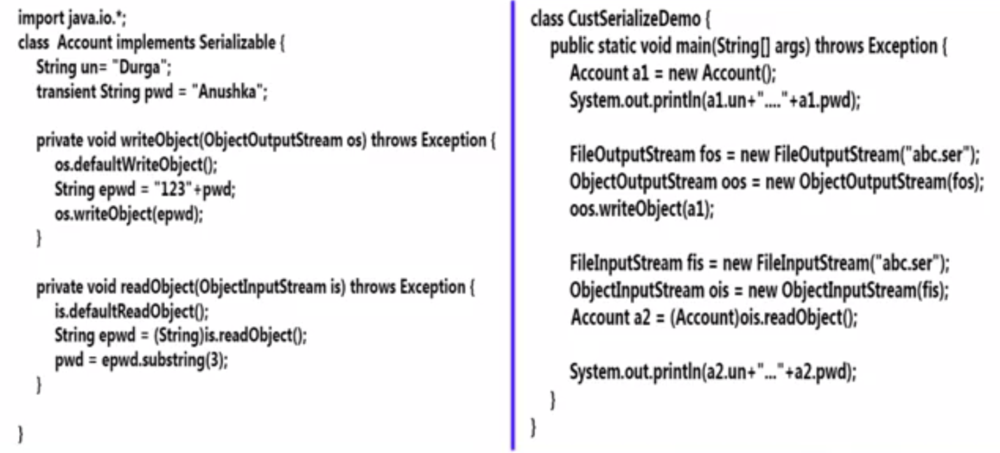 import java.io.*;
class  Account implements Serializable {
String un= "Durga";
transient String pwd = "Anushka";
private void writeObject(ObjectOutputStream os) throws Exception {
os.defaultWriteObject();
String epwd = "123"+pwd;
os.writeObject(epwd);
}
private void readObject(ObjectInputStream is) throws Exception {
is.defaultReadObject();
String epwd = (String)is.readObject();
pwd = epwd.substring(3);
}
}
class CustSerializeDemo {
public static void main(String[] args) throws Exception {
Account a1 = new Account();
System.out.println(a1.un+"...."+a1.pwd);
FileOutputStream fos = new FileOutputStream("abc.ser");
ObjectOutputStream oos = new ObjectOutputStream(fos);
oos.writeObject(a1);
FileInputStream fis = new FileInputStream("abc.ser");
ObjectInputStream ois = new ObjectInputStream(fis);
Account a2 = (Account)ois.readObject();
System.out.println(a2.un+"..."+a2.pwd);
}
}